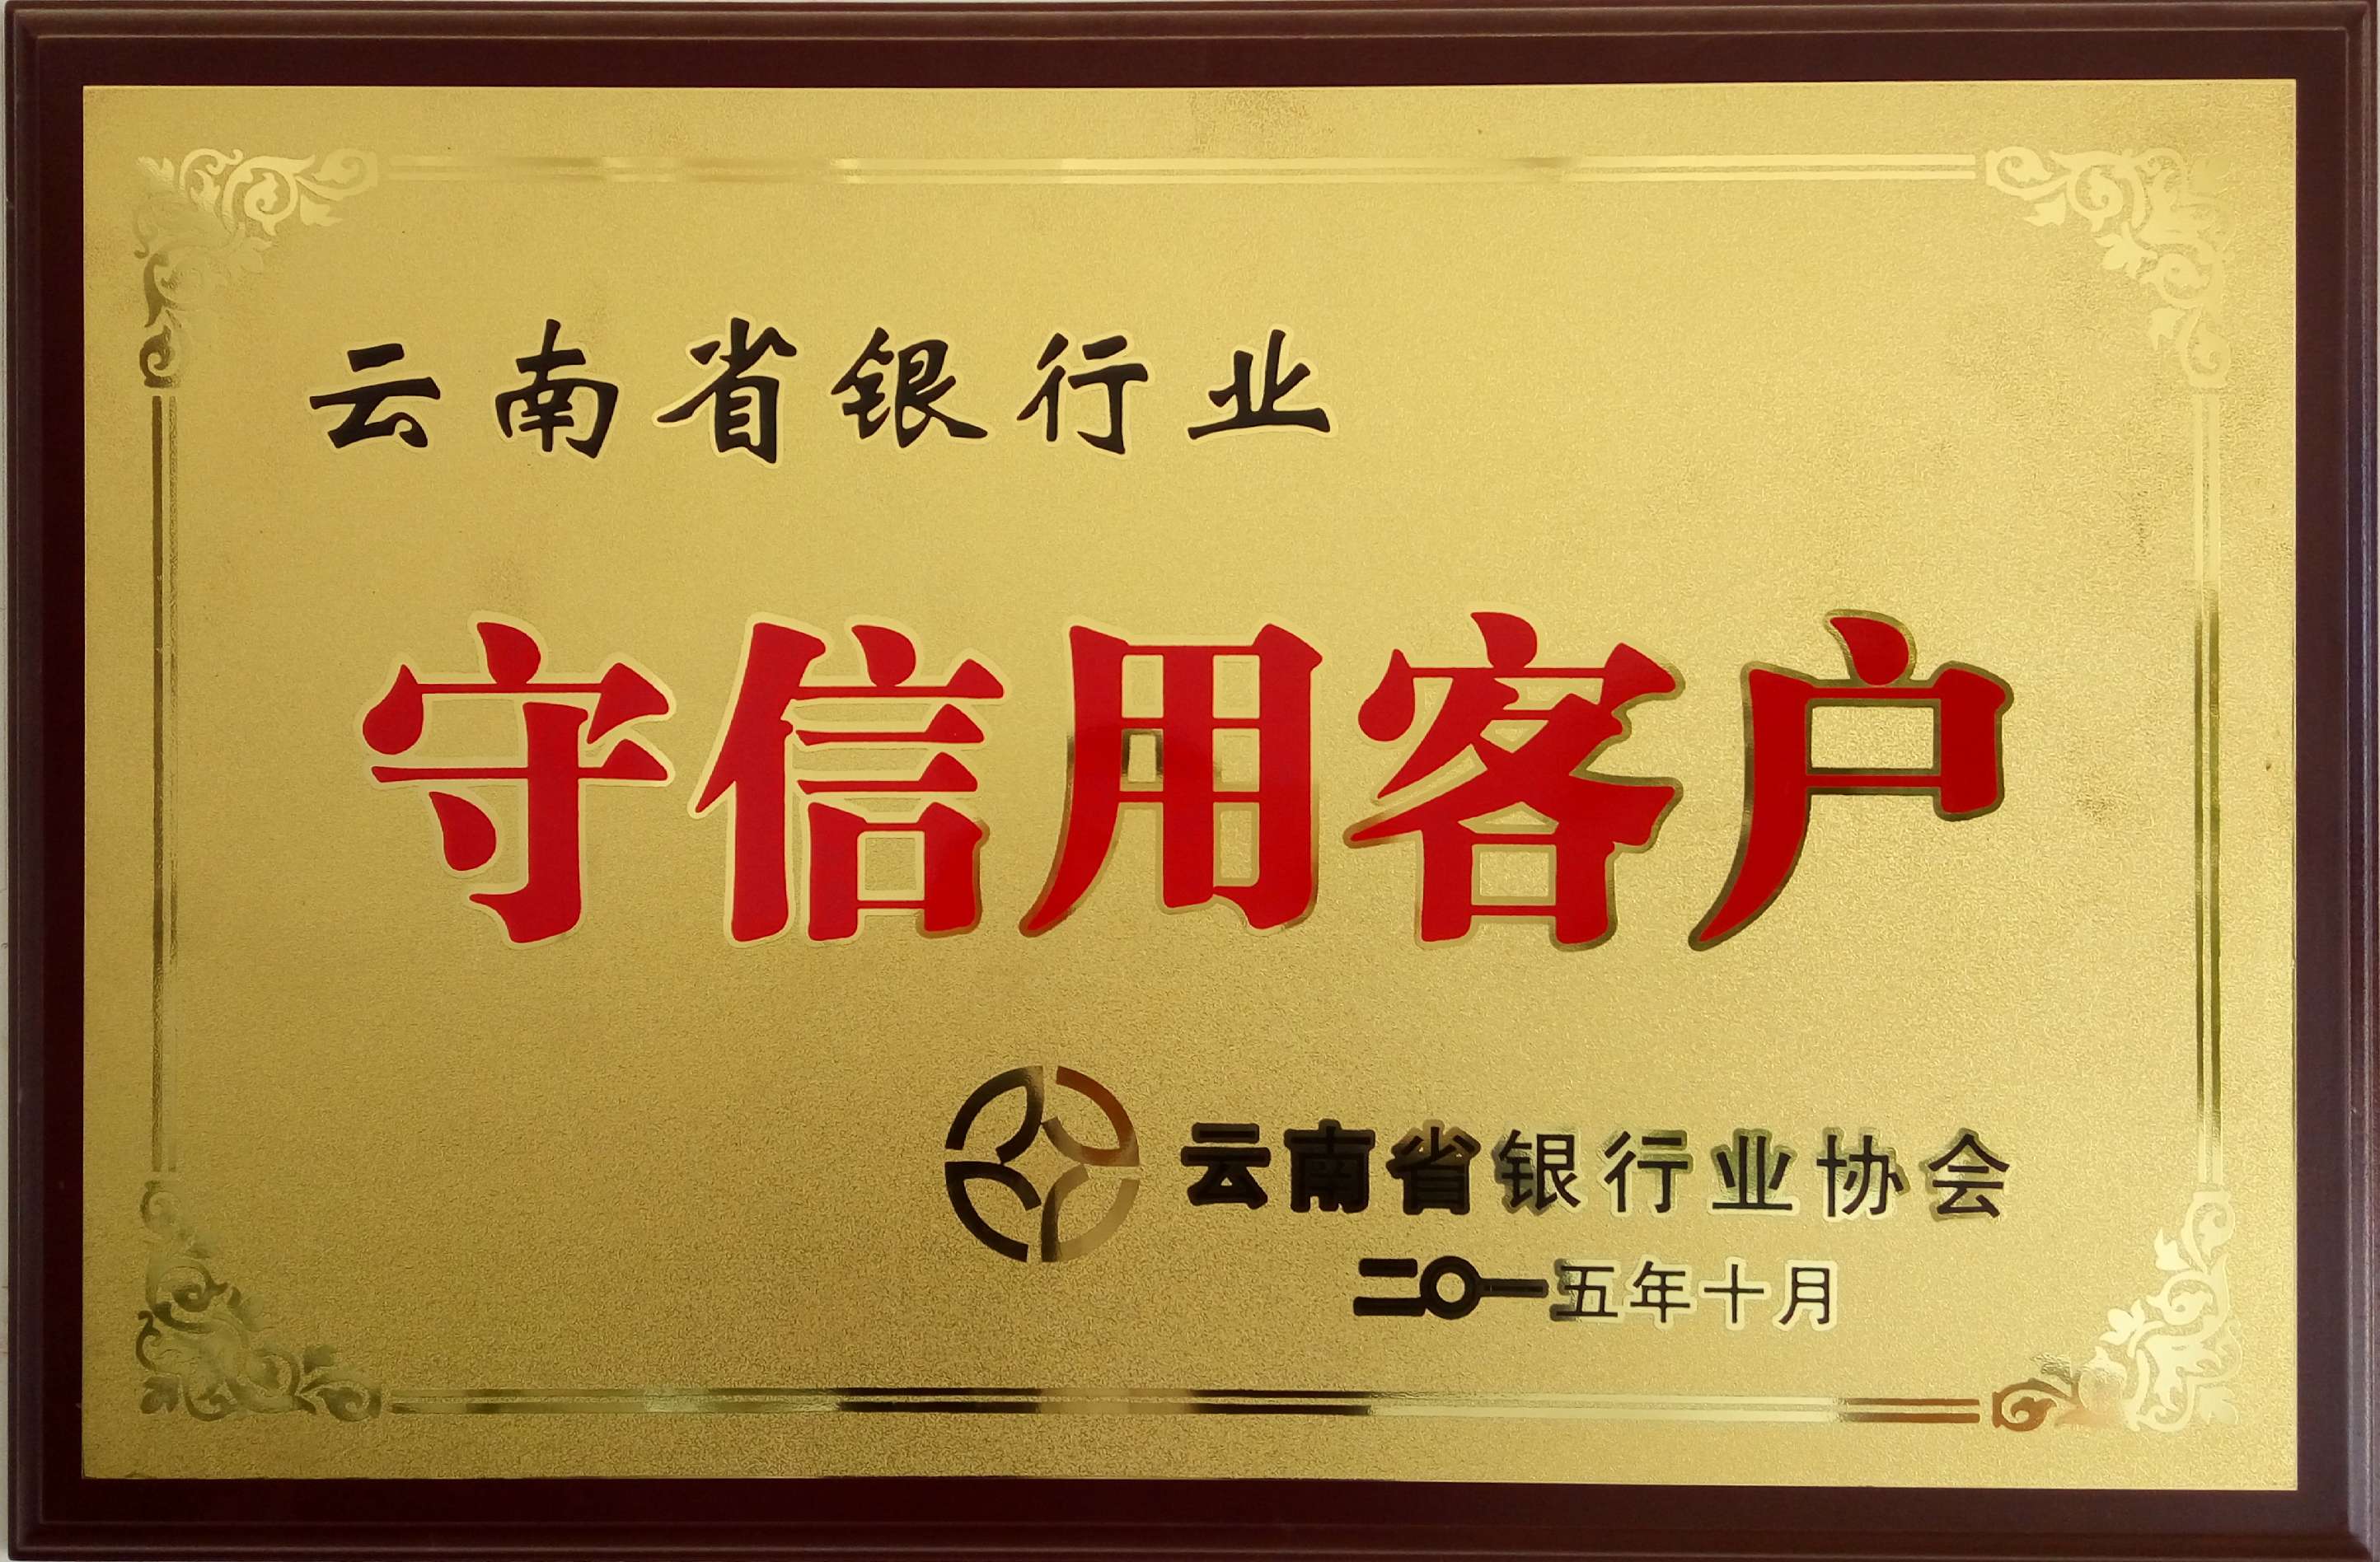 云南省银行业
守信用客户
云南省银行业协会
二〇一五年十月